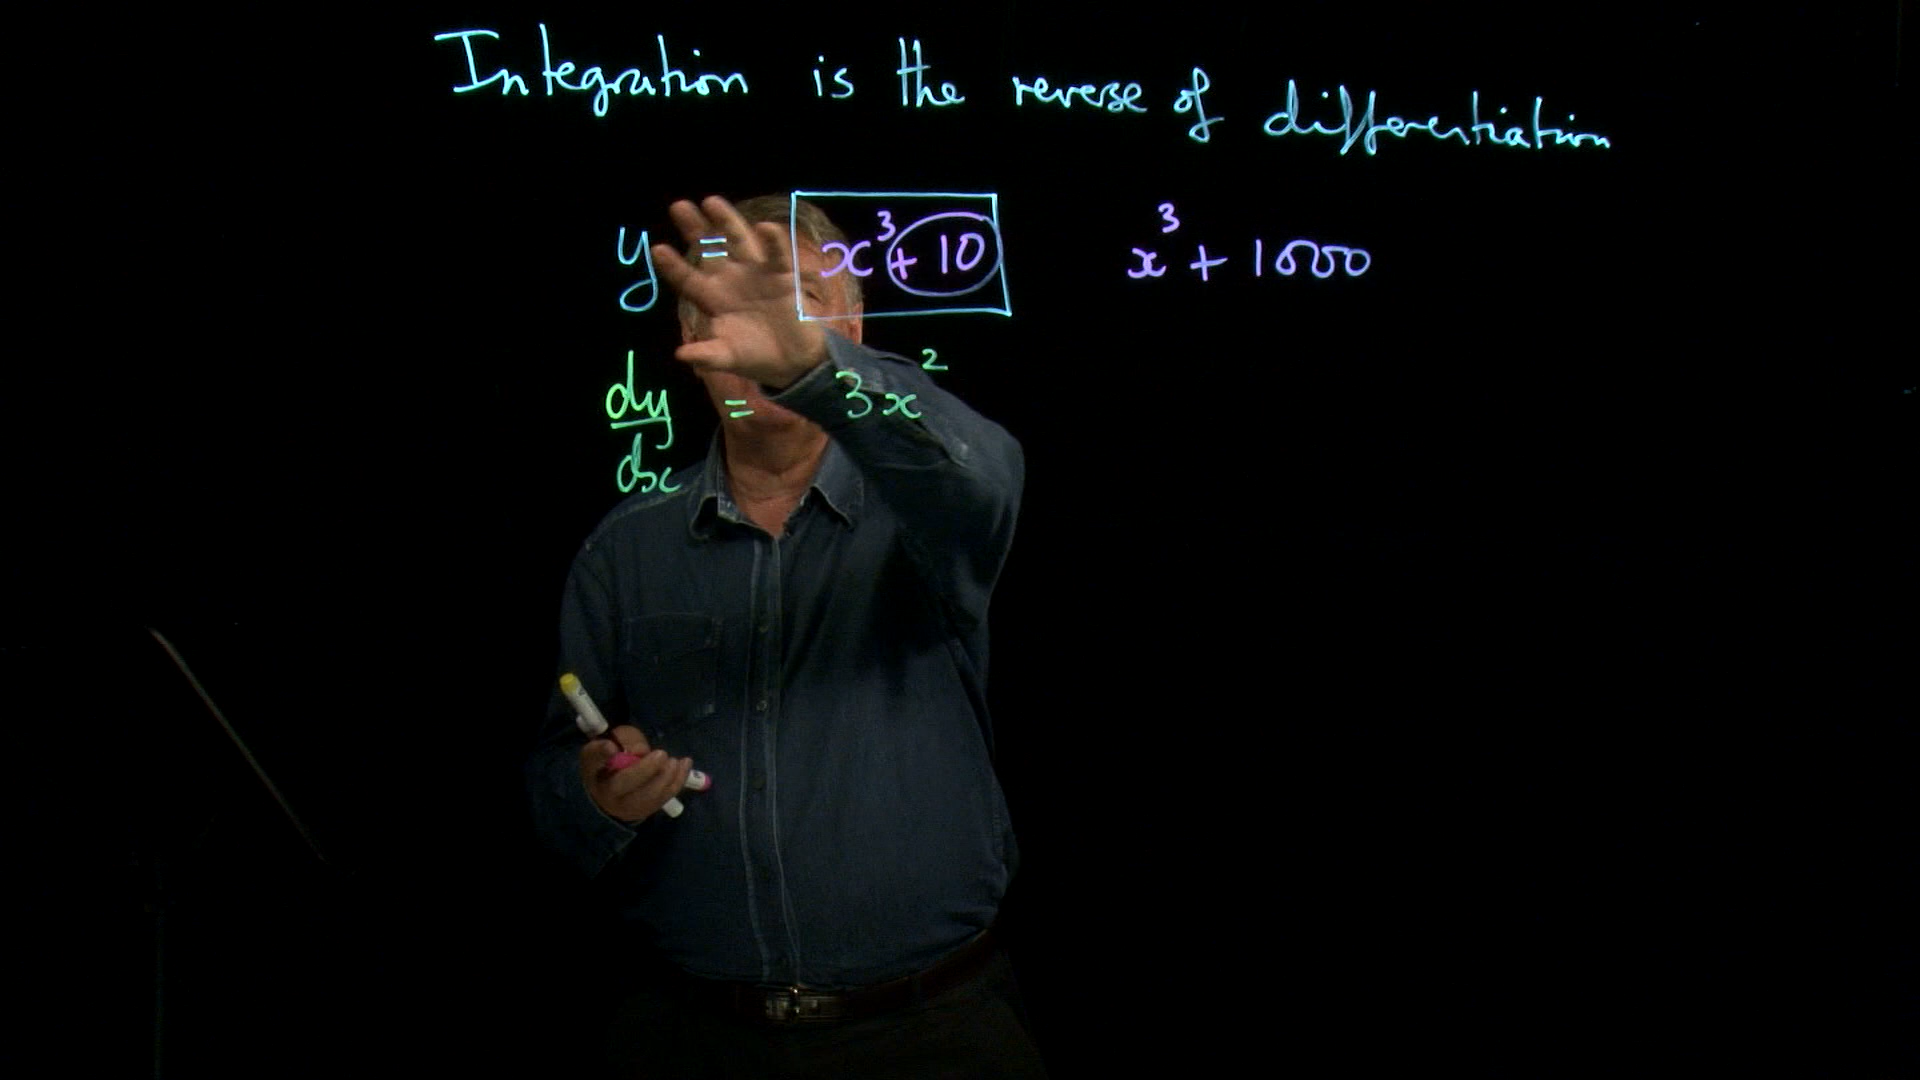 Integration is the reverse of differentiation
y = x³ + 10 x³ + 1000
dy/dx = 3x²